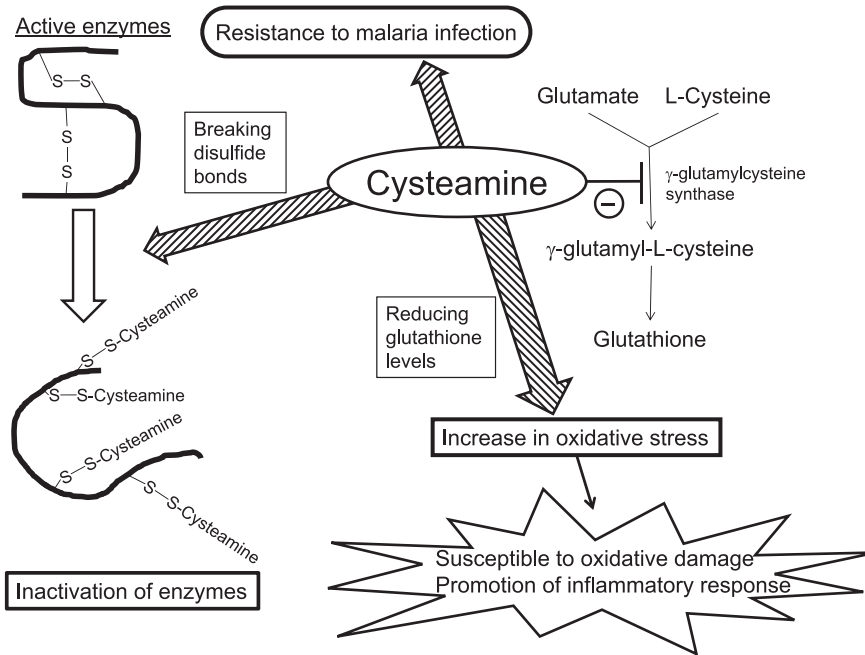 Active enzymes
Resistance to malaria infection
S—S
S
S
Breaking
disulfide
bonds
Glutamate L-Cysteine
Cysteamine
−
γ-glutamylcysteine
synthase
γ-glutamyl-L-cysteine
Reducing
glutathione
levels
Glutathione
S—S-Cysteamine
S—S-Cysteamine
S—S-Cysteamine
S—S-Cysteamine
Increase in oxidative stress
Susceptible to oxidative damage
Promotion of inflammatory response
Inactivation of enzymes